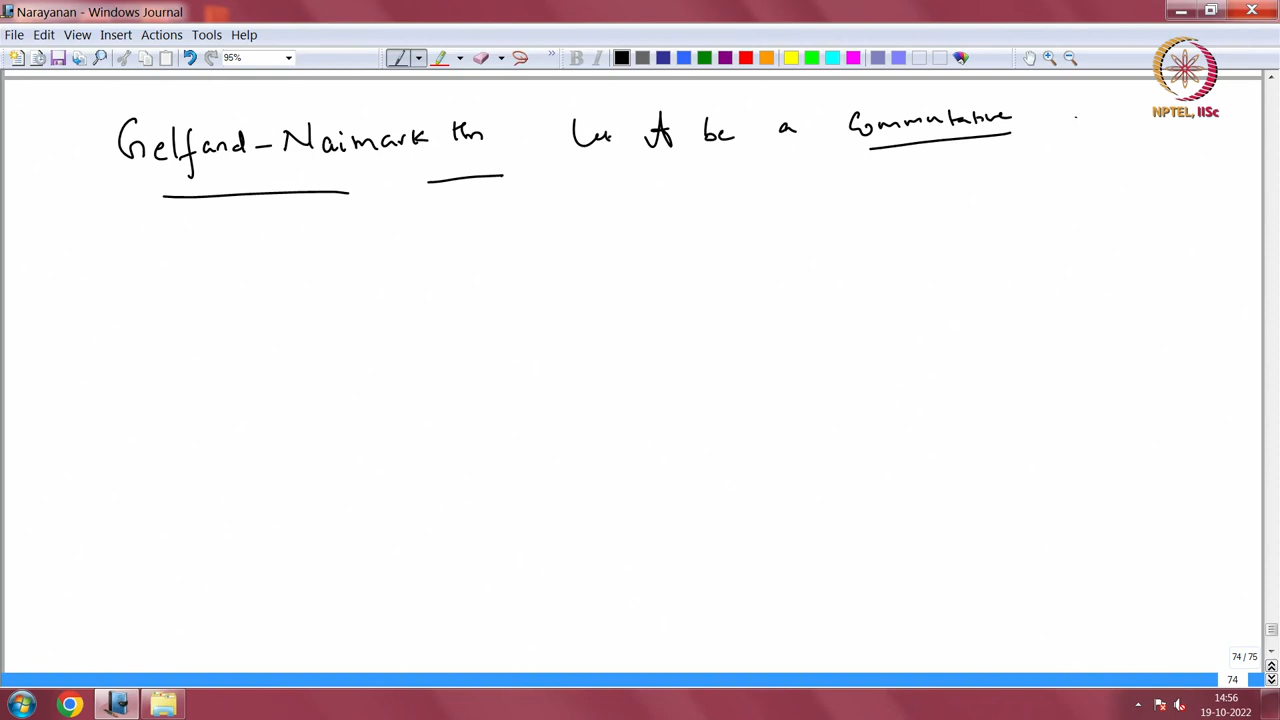 Narayanan - Windows Journal
File Edit View Insert Actions Tools Help
95%
NPTEL, IISc
Gelfand-Naimark thm Let A be a Commutative
74 / 75
74
14:56
19-10-2022